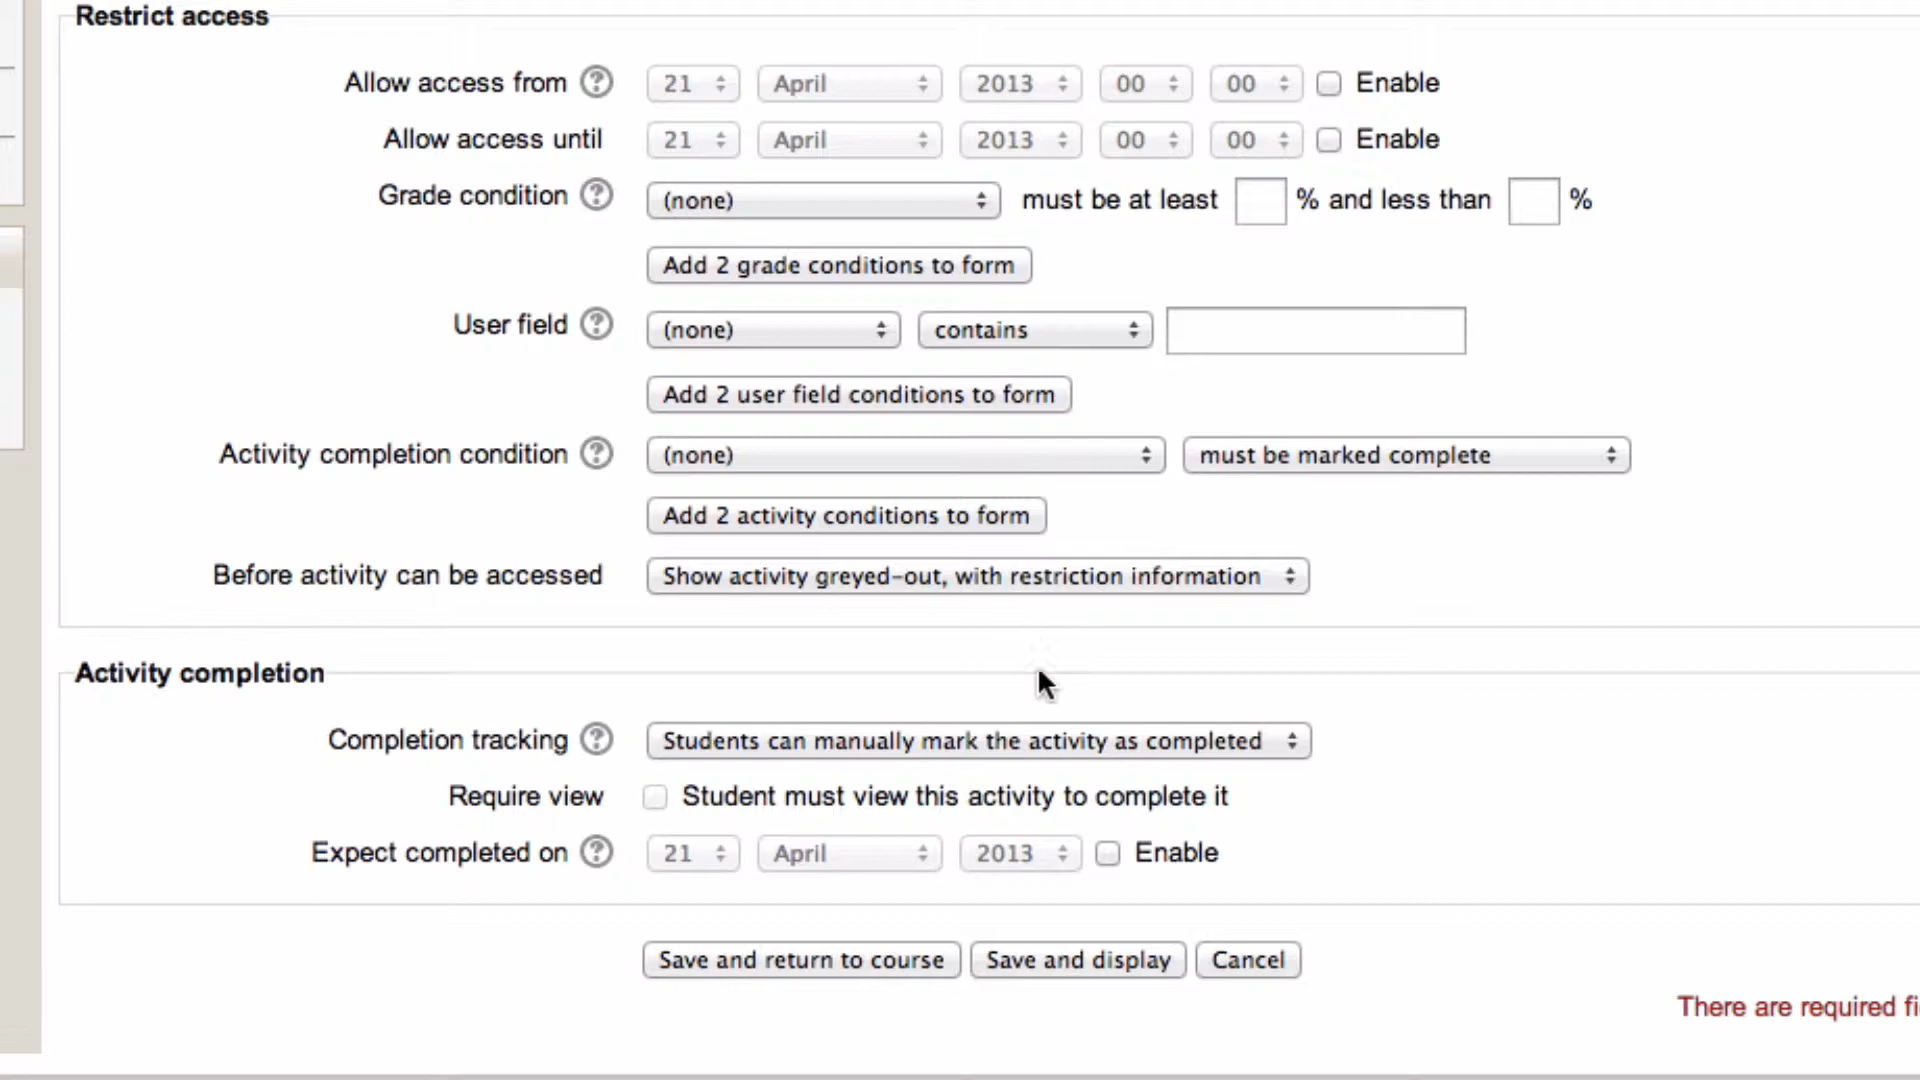 Restrict access
Allow access from ? 21 April 2013 00 00 Enable
Allow access until 21 April 2013 00 00 Enable
Grade condition ? (none) must be at least % and less than %
Add 2 grade conditions to form
User field ? (none) contains
Add 2 user field conditions to form
Activity completion condition ? (none) must be marked complete
Add 2 activity conditions to form
Before activity can be accessed Show activity greyed-out, with restriction information
Activity completion
Completion tracking ? Students can manually mark the activity as completed
Require view Student must view this activity to complete it
Expect completed on ? 21 April 2013 Enable
Save and return to course Save and display Cancel
There are required